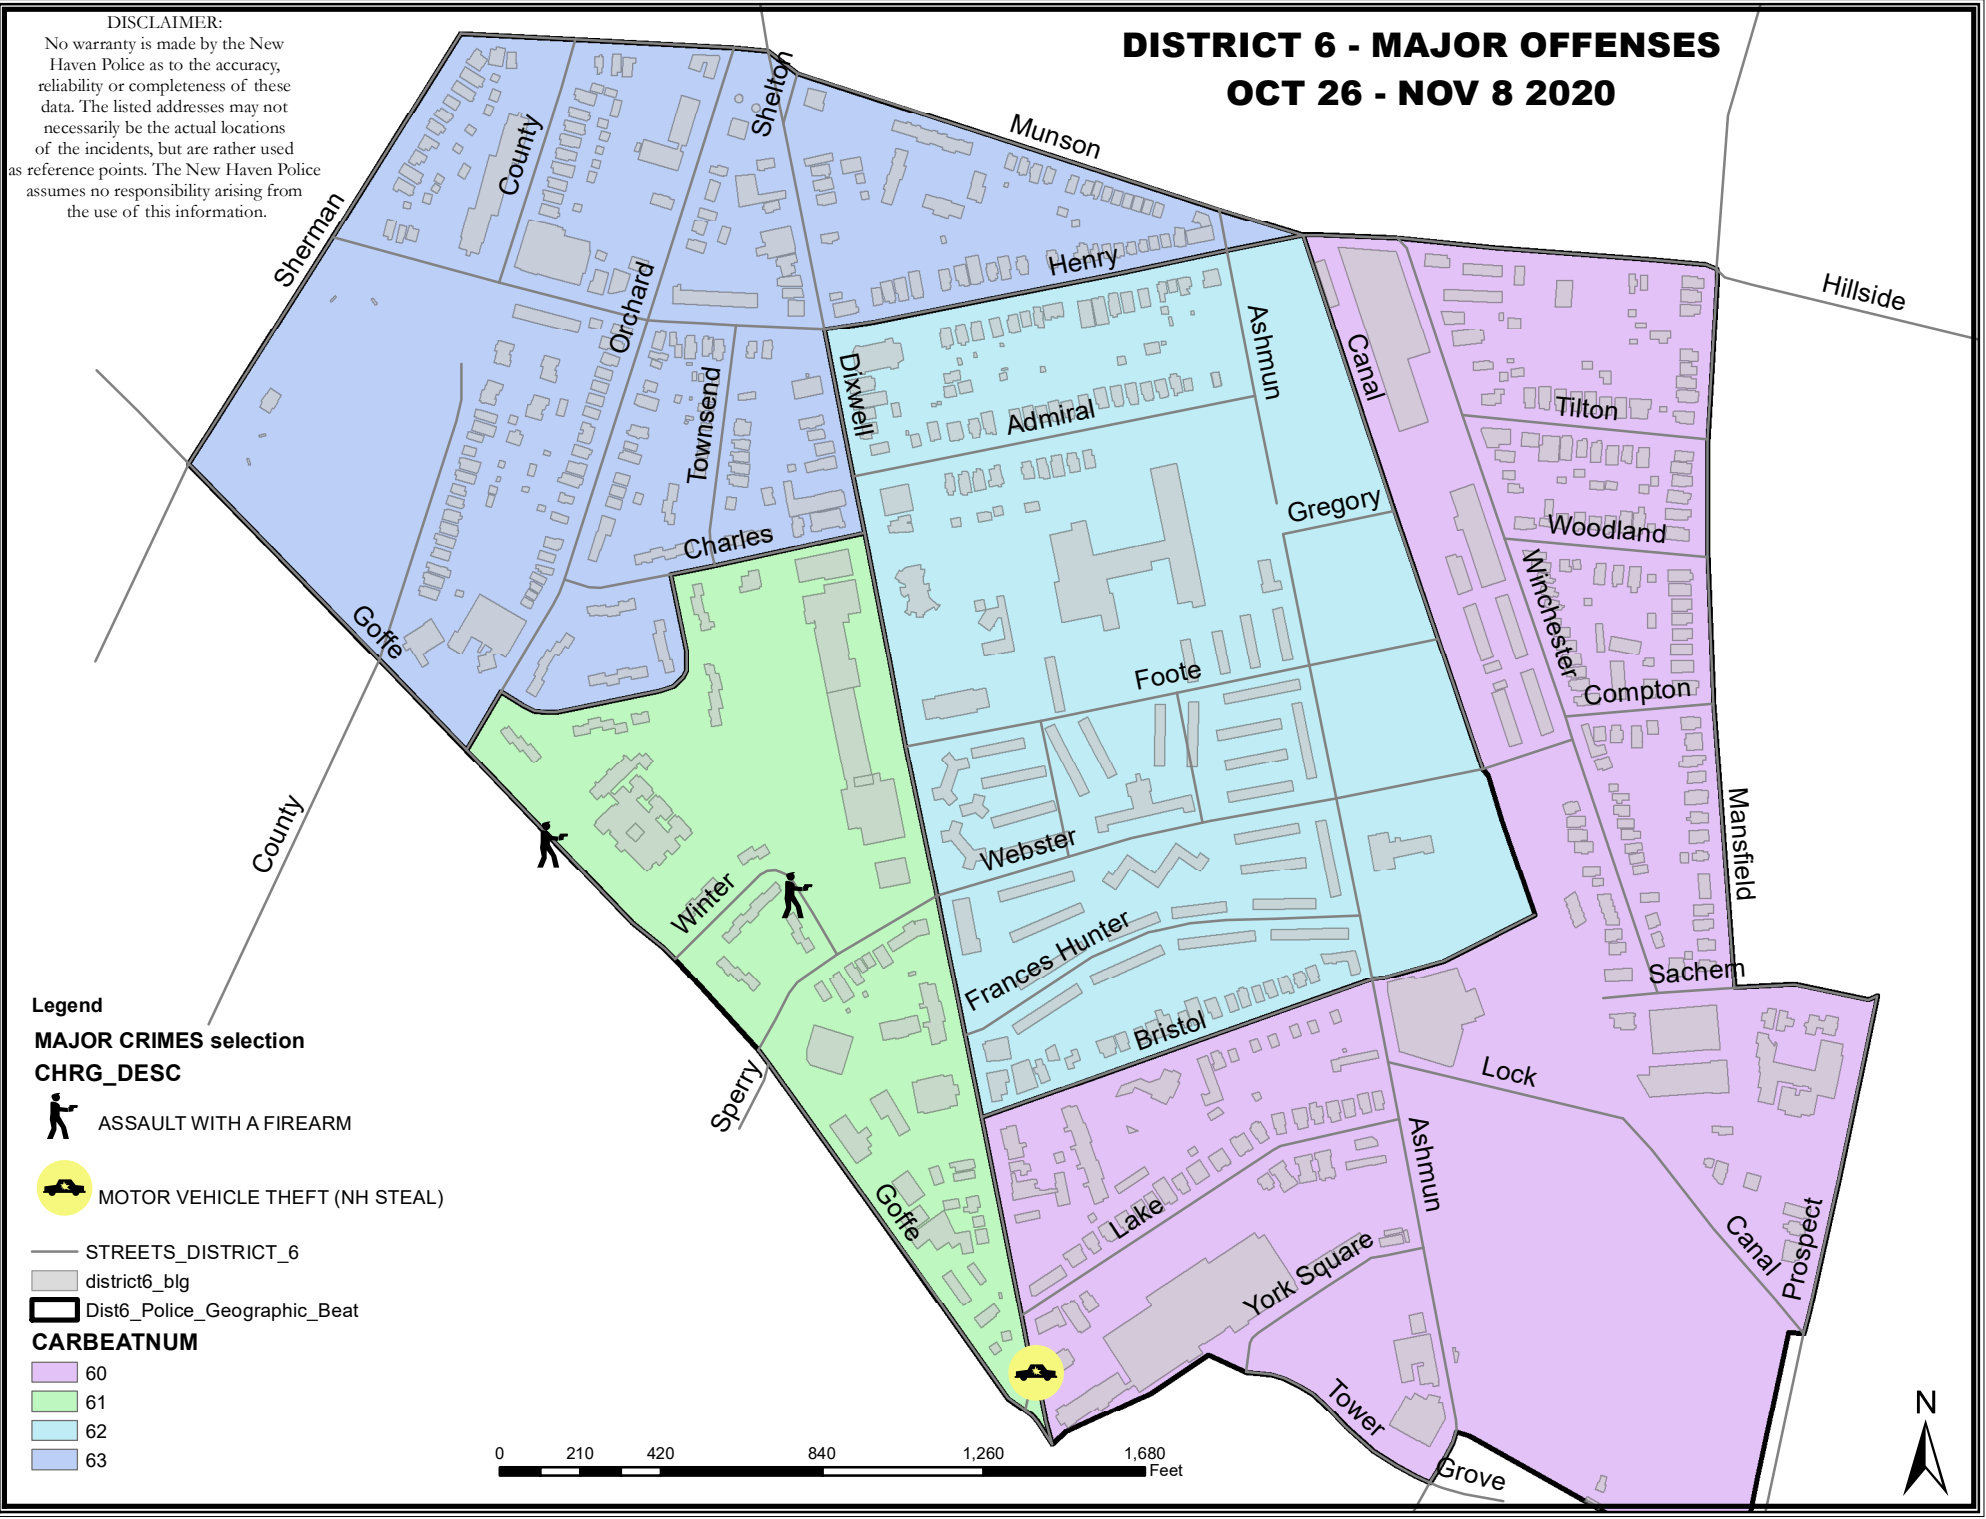 DISCLAIMER:
No warranty is made by the New
Haven Police as to the accuracy,
reliability or completeness of these
data. The listed addresses may not
necessarily be the actual locations
of the incidents, but are rather used
as reference points. The New Haven Police
assumes no responsibility arising from
the use of this information.
DISTRICT 6 - MAJOR OFFENSES
OCT 26 - NOV 8 2020
Shelton
Munson
County
Sherman
Henry
Hillside
Orchard
Ashmun
Canal
Dixwell
Townsend
Admiral
Tilton
Gregory
Woodland
Charles
Winchester
Goffe
Foote
Compton
County
Webster
Mansfield
Winter
Frances Hunter
Sachem
Bristol
Sperry
Lock
Ashmun
Goffe
Lake
York Square
Canal
Prospect
Tower
Grove
Legend
MAJOR CRIMES selection
CHRG_DESC
ASSAULT WITH A FIREARM
MOTOR VEHICLE THEFT (NH STEAL)
STREETS_DISTRICT_6
district6_blg
Dist6_Police_Geographic_Beat
CARBEATNUM
60
61
62
63
0 210 420 840 1,260 1,680
Feet
N